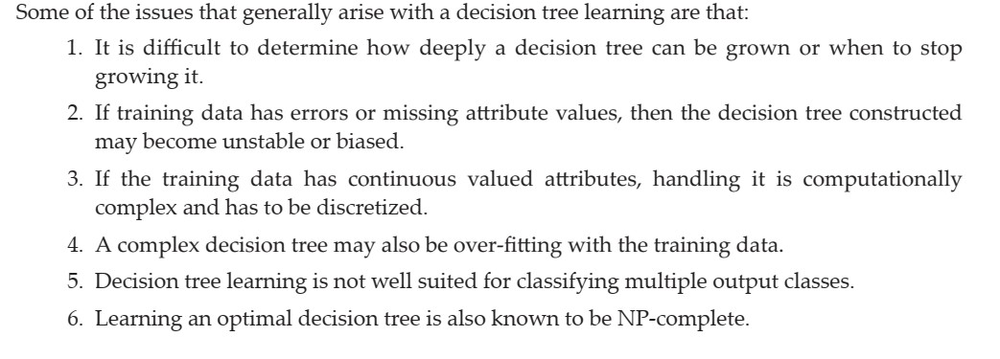 Some of the issues that generally arise with a decision tree learning are that:
1. It is difficult to determine how deeply a decision tree can be grown or when to stop
growing it.
2. If training data has errors or missing attribute values, then the decision tree constructed
may become unstable or biased.
3. If the training data has continuous valued attributes, handling it is computationally
complex and has to be discretized.
4. A complex decision tree may also be over-fitting with the training data.
5. Decision tree learning is not well suited for classifying multiple output classes.
6. Learning an optimal decision tree is also known to be NP-complete.